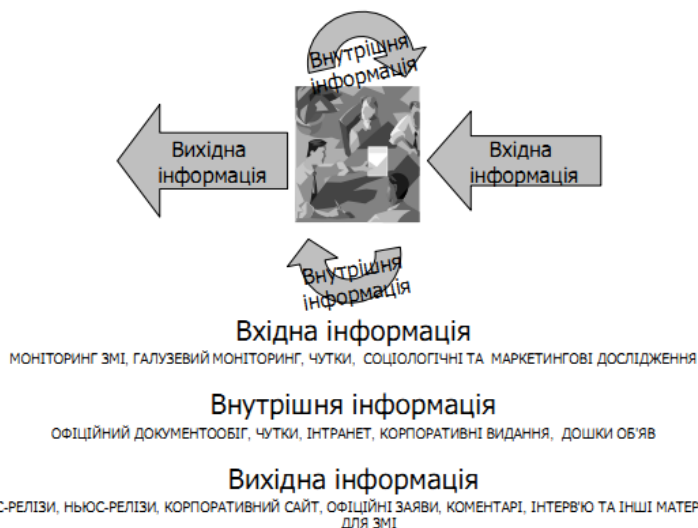 Внутрішня
інформація
Вихідна
інформація
Вхідна
інформація
Внутрішня
інформація
Вхідна інформація
МОНІТОРИНГ ЗМІ, ГАЛУЗЕВИЙ МОНІТОРИНГ, ЧУТКИ, СОЦІОЛОГІЧНІ ТА МАРКЕТИНГОВІ ДОСЛІДЖЕННЯ
Внутрішня інформація
ОФІЦІЙНИЙ ДОКУМЕНТООБІГ, ЧУТКИ, ІНТРАНЕТ, КОРПОРАТИВНІ ВИДАННЯ, ДОШКИ ОБ'ЯВ
Вихідна інформація
С-РЕЛІЗИ, НЬЮС-РЕЛІЗИ, КОРПОРАТИВНИЙ САЙТ, ОФІЦІЙНІ ЗАЯВИ, КОМЕНТАРІ, ІНТЕРВ'Ю ТА ІНШІ МАТЕР
ДЛЯ ЗМІ